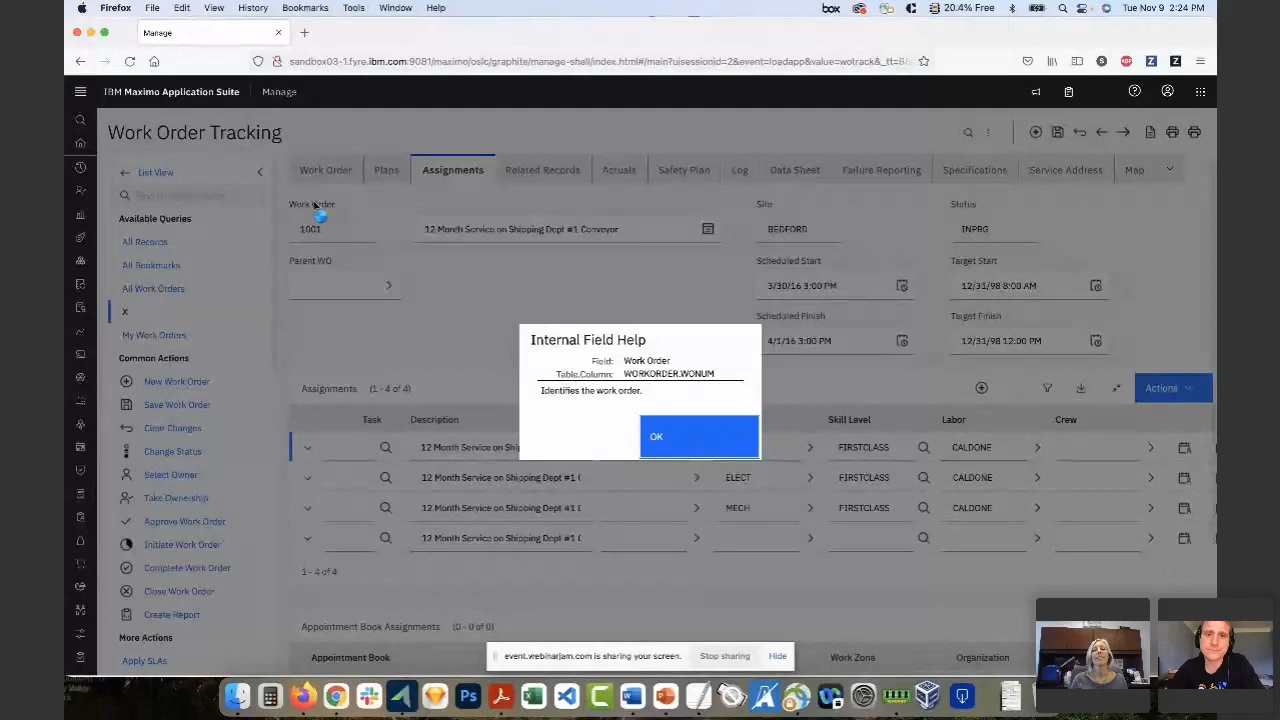 Firefox File Edit View History Bookmarks Tools Window Help
box 20.4% Free Tue Nov 9 2:24 PM
Manage
sandbox03-1.fyre.ibm.com:9081/maximo/oslc/graphite/manage-shell/index.html#/main?uisessionid=2&event=loadapp&value=wotrack&_tt=
IBM Maximo Application Suite Manage
Work Order Tracking
List View
Available Queries
All Records
All Bookmarks
All Work Orders
X
My Work Orders
Common Actions
New Work Order
Save Work Order
Clear Changes
Change Status
Select Owner
Take Ownership
Approve Work Order
Initiate Work Order
Complete Work Order
Close Work Order
Create Report
More Actions
Apply SLAs
Work Order Plans Assignments Related Records Actuals Safety Plan Log Data Sheet Failure Reporting Specifications Service Address Map
Work Order Site Status
1001 12 Month Service on Shipping Dept #1 Conveyor BEDFORD INPRG
Parent WO Scheduled Start Target Start
3/30/16 3:00 PM 12/31/98 8:00 AM
Scheduled Finish Target Finish
4/1/16 3:00 PM 12/31/98 12:00 PM
Internal Field Help
Field: Work Order
Table.Column: WORKORDER.WONUM
Identifies the work order.
OK
Assignments (1 - 4 of 4) Actions
Task Description Skill Level Labor Crew
12 Month Service on Sh FIRSTCLASS CALDONE
12 Month Service on Shipping Dept #1 ( ELECT FIRSTCLASS CALDONE
12 Month Service on Shipping Dept #1 ( MECH FIRSTCLASS CALDONE
12 Month Service on Shipping Dept #1 (
1 - 4 of 4
Appointment Book Assignments (0 - 0 of 0)
Appointment Book Work Zone Organization
event.webinarjam.com is sharing your screen. Stop sharing Hide